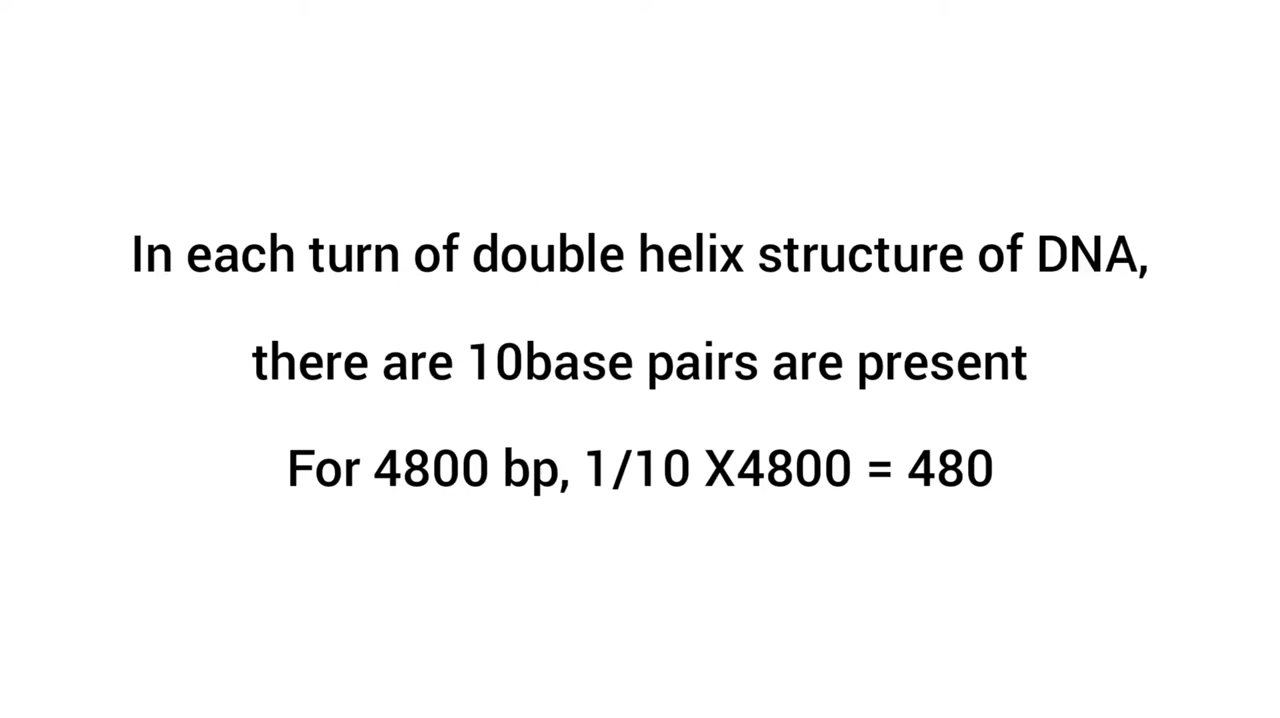 In each turn of double helix structure of DNA,
there are 10base pairs are present
For 4800 bp, 1/10 X4800 = 480